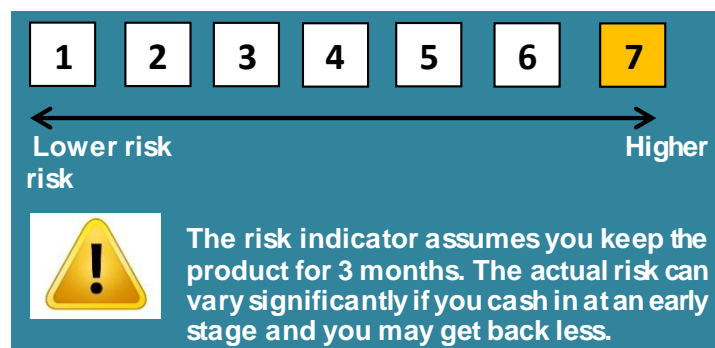 1 2 3 4 5 6 7
Lower risk Higher
risk
!
The risk indicator assumes you keep the
product for 3 months. The actual risk can
vary significantly if you cash in at an early
stage and you may get back less.